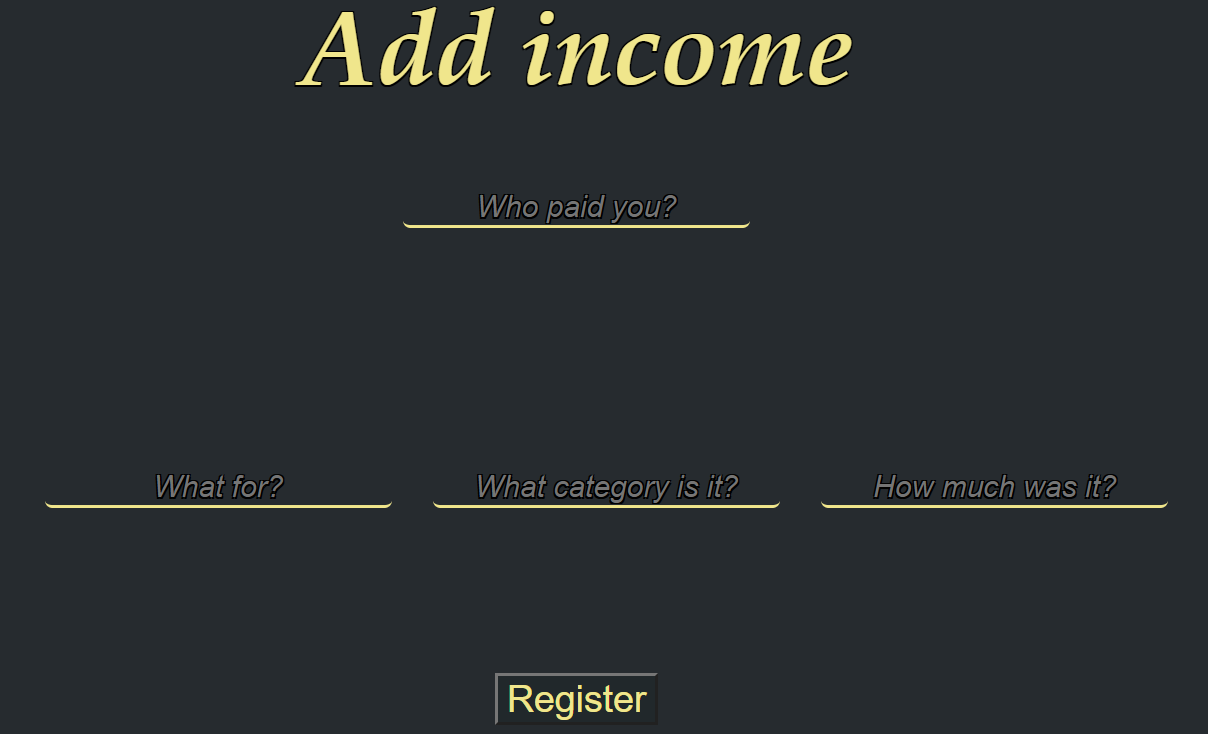 Add income
Who paid you?
What for? What category is it? How much was it?
Register